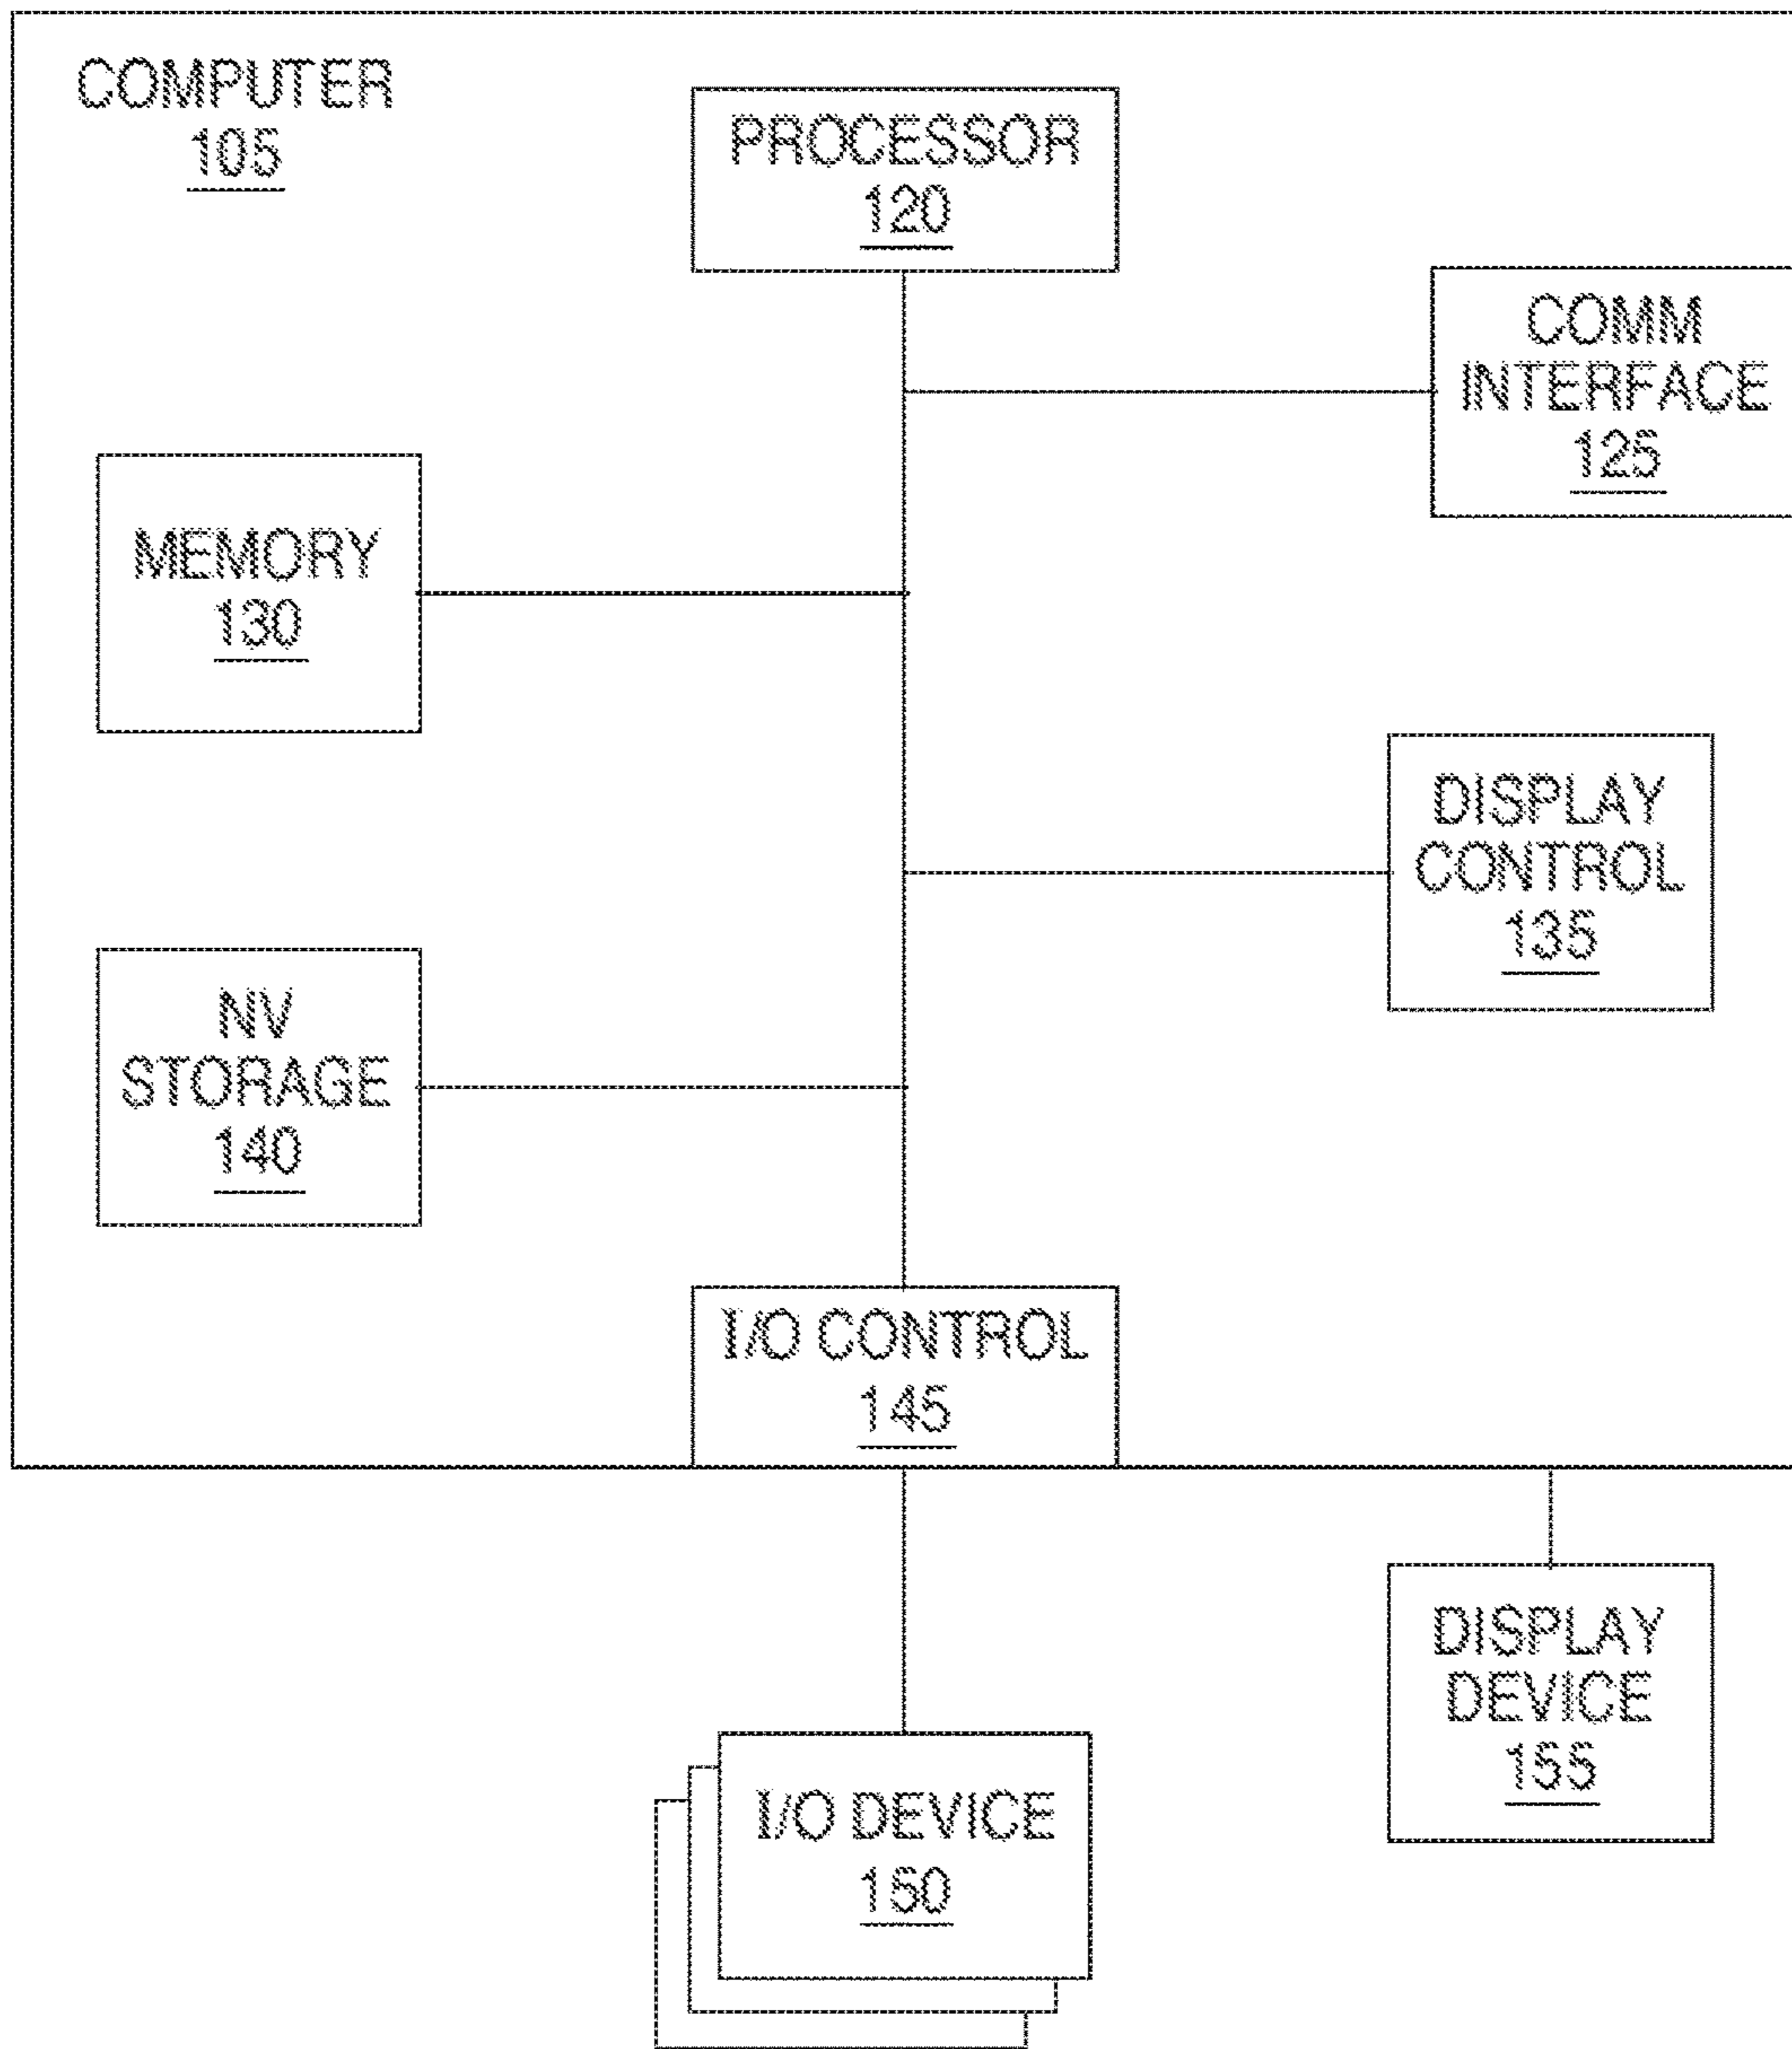 COMPUTER
105
PROCESSOR
120
COMM
INTERFACE
125
MEMORY
130
DISPLAY
CONTROL
135
NV
STORAGE
140
I/O CONTROL
145
DISPLAY
DEVICE
155
I/O DEVICE
150